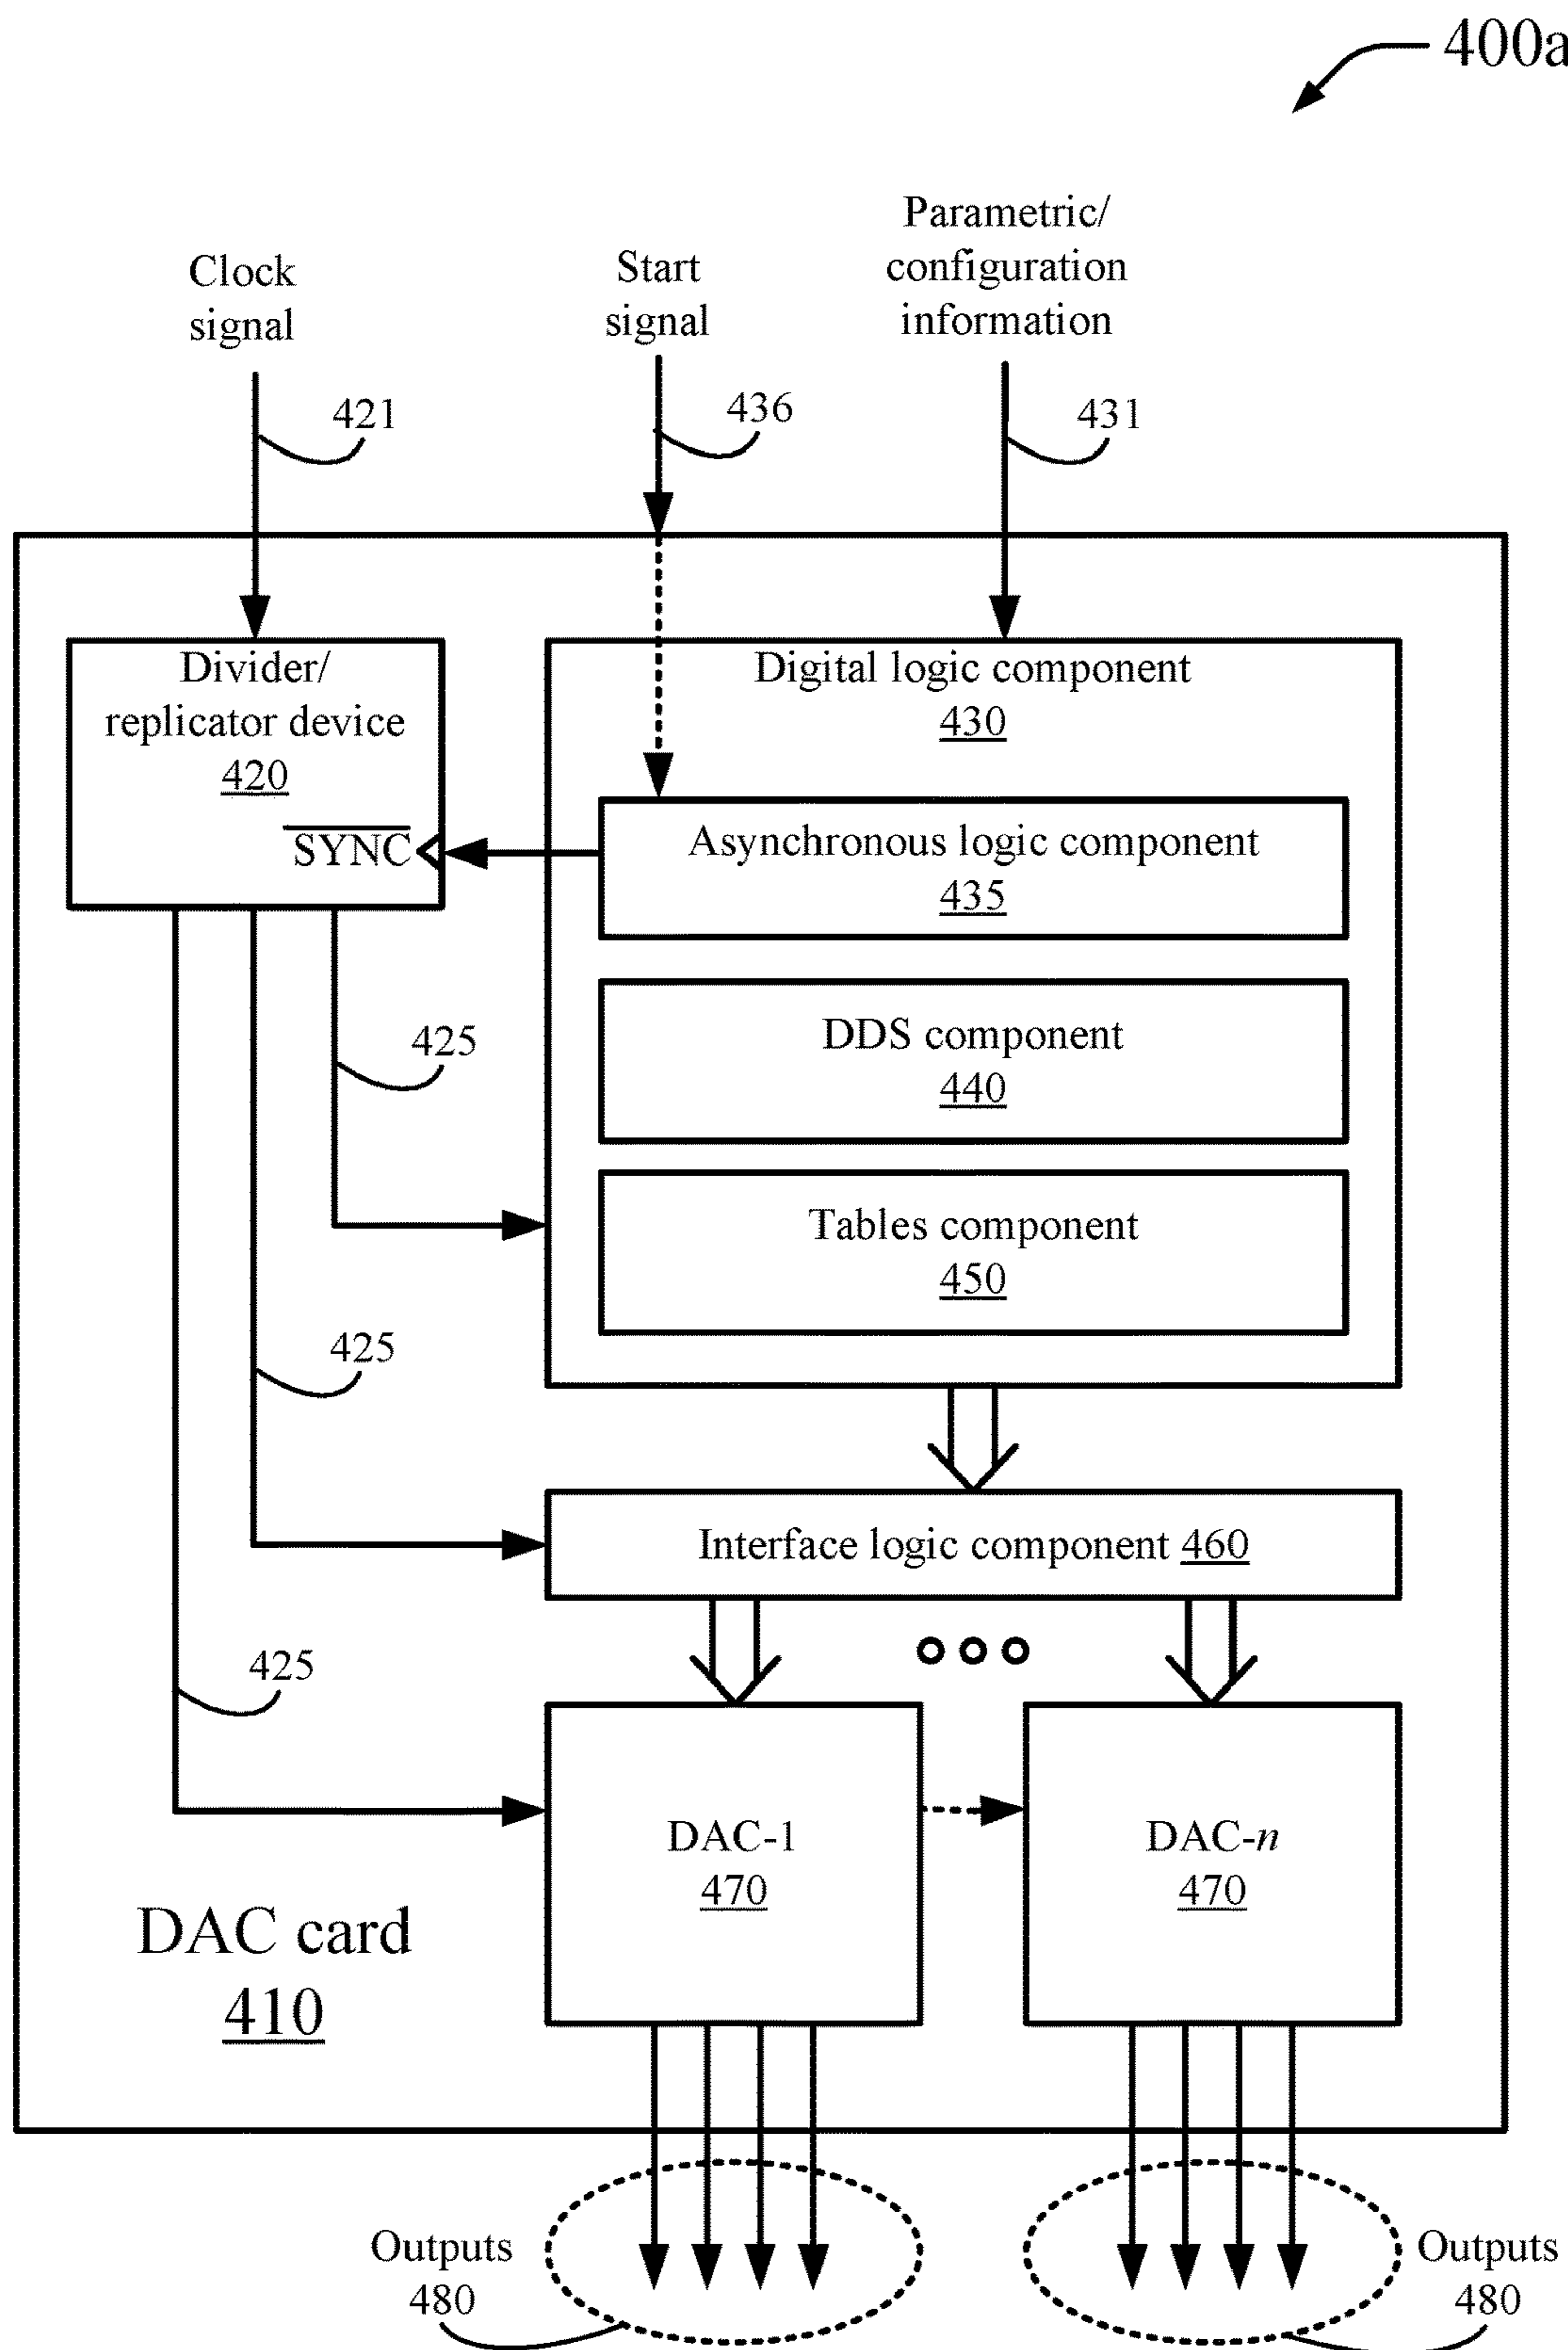 400a
Clock
signal
Start
signal
Parametric/
configuration
information
421
436
431
Divider/
replicator device
420
SYNC
Digital logic component
430
Asynchronous logic component
435
DDS component
440
425
Tables component
450
425
Interface logic component 460
425
DAC-1
470
DAC-n
470
DAC card
410
Outputs
480
Outputs
480